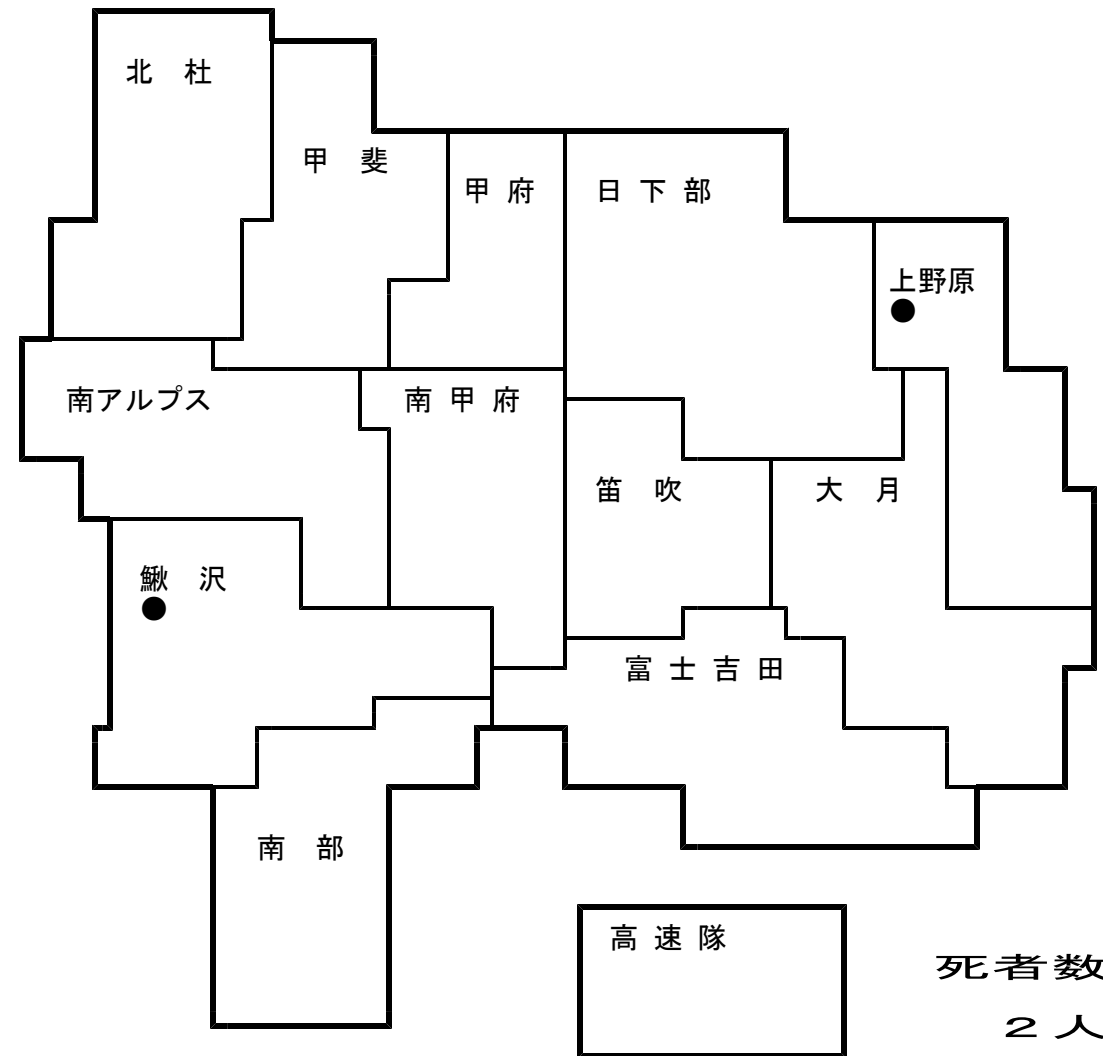 北　杜
甲　斐
甲 府
日 下 部
上野原
●
南アルプス
南 甲 府
笛　吹
大　月
鰍　沢
●
富 士 吉 田
南　部
高 速 隊
死者数
２人